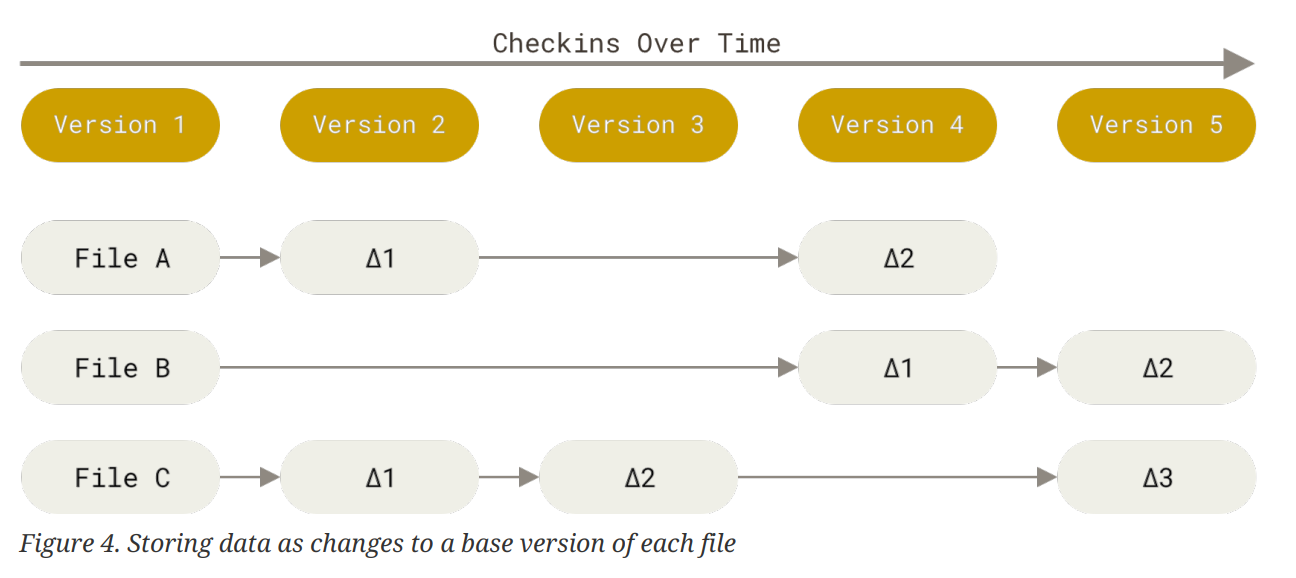 Checkins Over Time
Version 1 Version 2 Version 3 Version 4 Version 5
File A Δ1 Δ2
File B Δ1 Δ2
File C Δ1 Δ2 Δ3
Figure 4. Storing data as changes to a base version of each file